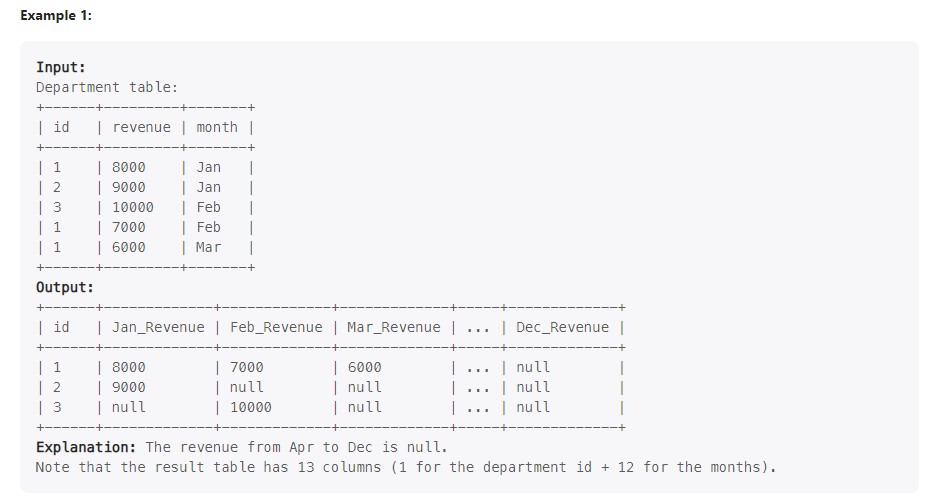 Example 1:
Input:
Department table:
+------+---------+-------+
| id   | revenue | month |
+------+---------+-------+
| 1    | 8000    | Jan   |
| 2    | 9000    | Jan   |
| 3    | 10000   | Feb   |
| 1    | 7000    | Feb   |
| 1    | 6000    | Mar   |
+------+---------+-------+
Output:
+------+-------------+-------------+-------------+-----+-------------+
| id   | Jan_Revenue | Feb_Revenue | Mar_Revenue | ... | Dec_Revenue |
+------+-------------+-------------+-------------+-----+-------------+
| 1    | 8000        | 7000        | 6000        | ... | null        |
| 2    | 9000        | null        | null        | ... | null        |
| 3    | null        | 10000       | null        | ... | null        |
+------+-------------+-------------+-------------+-----+-------------+
Explanation: The revenue from Apr to Dec is null.
Note that the result table has 13 columns (1 for the department id + 12 for the months).